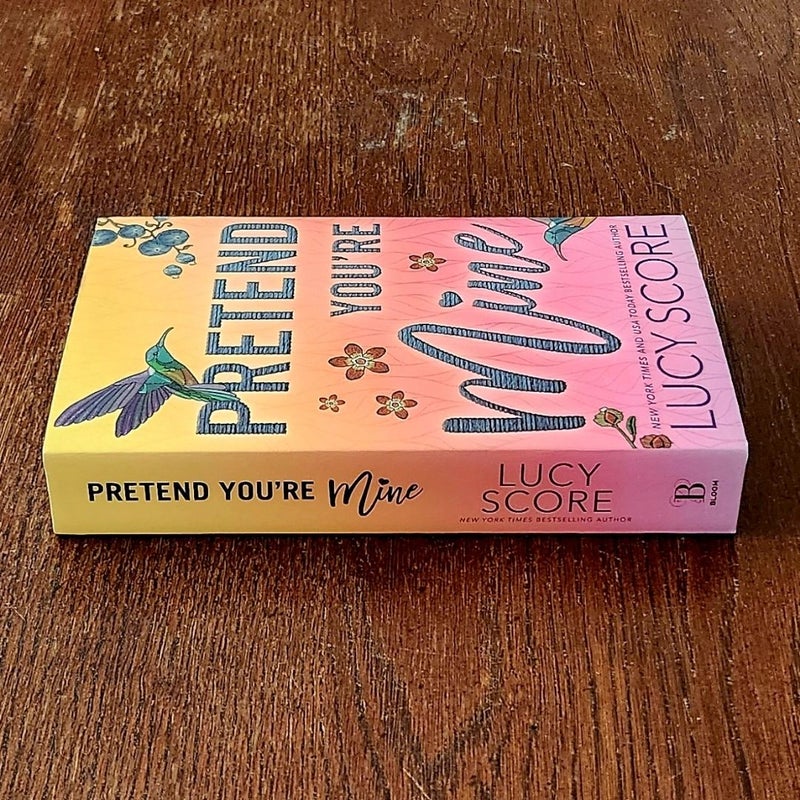 PRETEND
YOU'RE
Mine
NEW YORK TIMES AND USA TODAY BESTSELLING AUTHOR
LUCY SCORE
PRETEND YOU'RE Mine
LUCY
SCORE
NEW YORK TIMES BESTSELLING AUTHOR
B
BLOOM